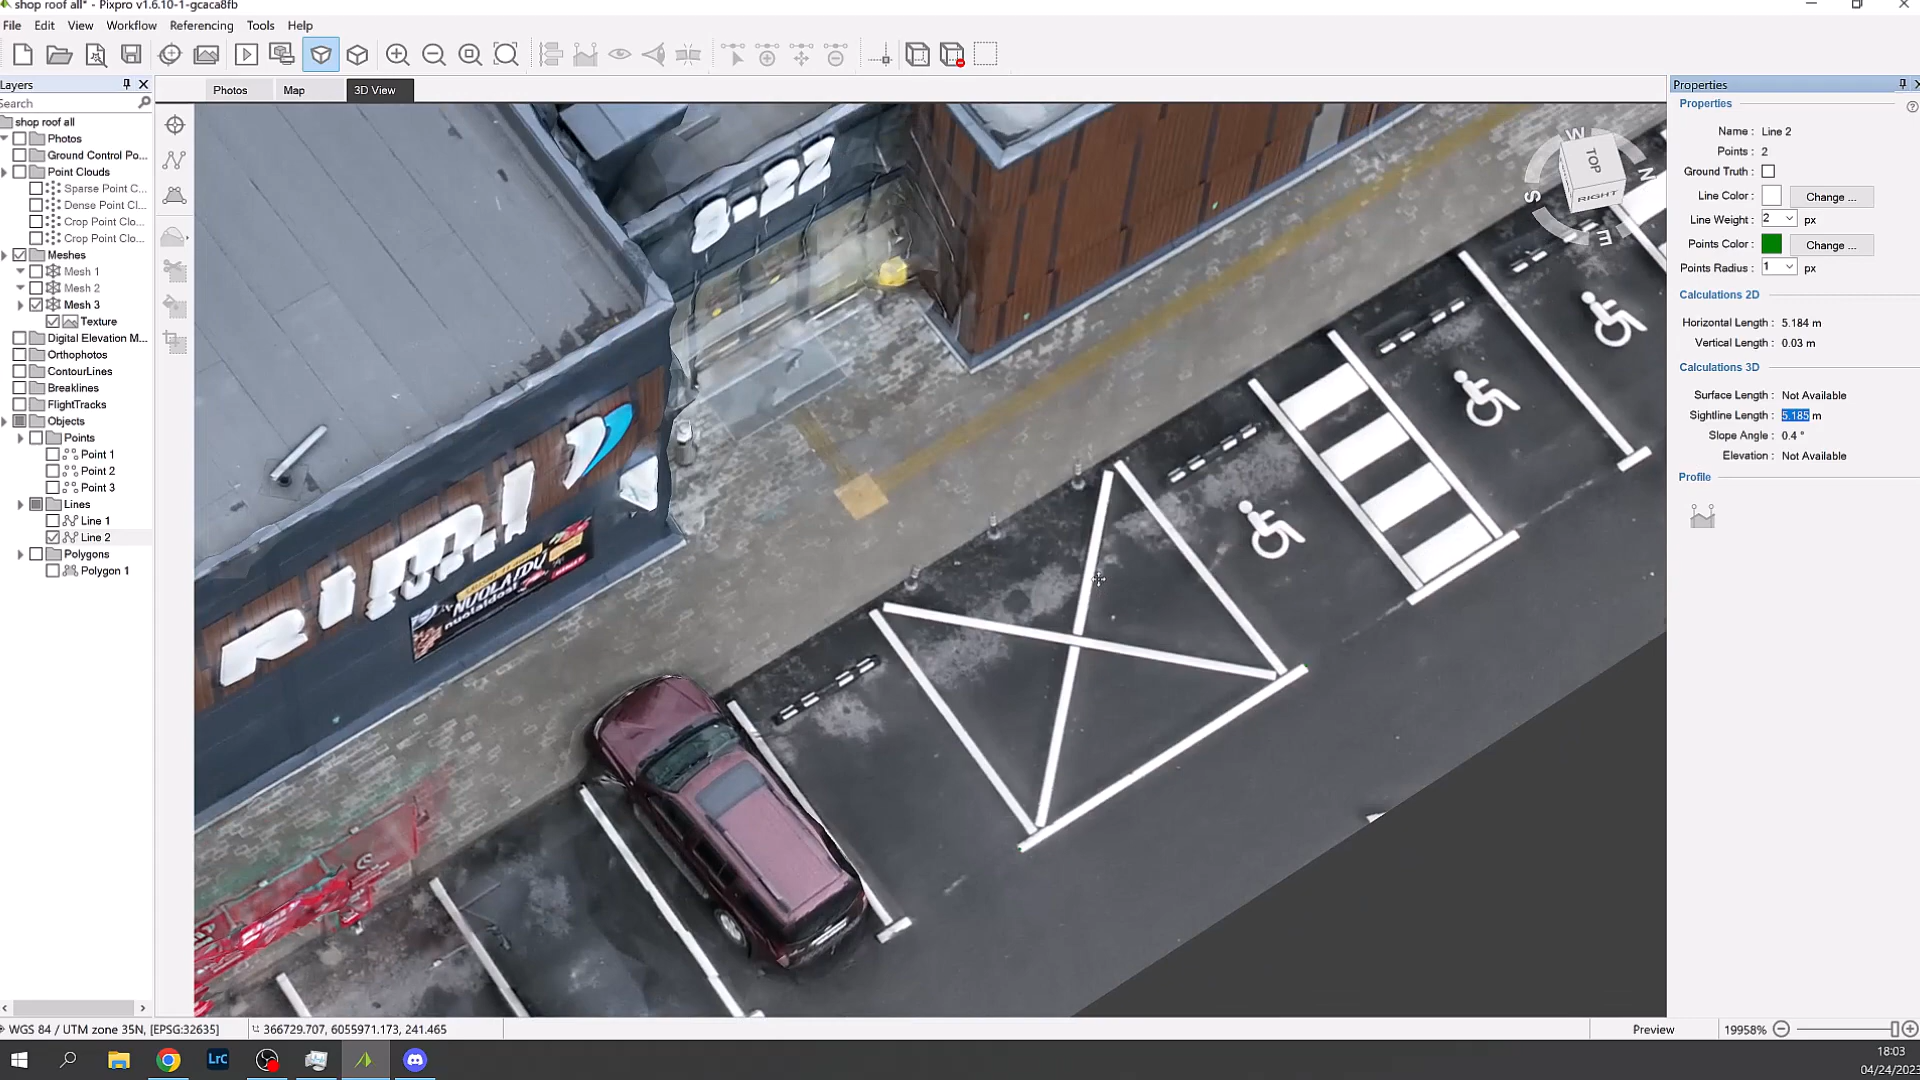 shop roof all* - Pixpro v1.6.10-1-gcaca8fb
File Edit View Workflow Referencing Tools Help
Layers
Search
shop roof all
Photos
Ground Control Po...
Point Clouds
Sparse Point C...
Dense Point Cl...
Crop Point Clo...
Crop Point Clo...
Meshes
Mesh 1
Mesh 2
Mesh 3
Texture
Digital Elevation M...
Orthophotos
ContourLines
Breaklines
FlightTracks
Objects
Points
Point 1
Point 2
Point 3
Lines
Line 1
Line 2
Polygons
Polygon 1
Photos Map 3D View
8-22
rimi
NUOLAIDŲ
nuolaidos!
W
TOP
N
S
RIGHT
E
Properties
Properties
Name : Line 2
Points : 2
Ground Truth :
Line Color : Change ...
Line Weight : 2 px
Points Color : Change ...
Points Radius : 1 px
Calculations 2D
Horizontal Length : 5.184 m
Vertical Length : 0.03 m
Calculations 3D
Surface Length : Not Available
Sightline Length : 5.185 m
Slope Angle : 0.4 °
Elevation : Not Available
Profile
WGS 84 / UTM zone 35N, [EPSG:32635] 366729.707, 6055971.173, 241.465 Preview 19958%
LrC
18:03
04/24/2023